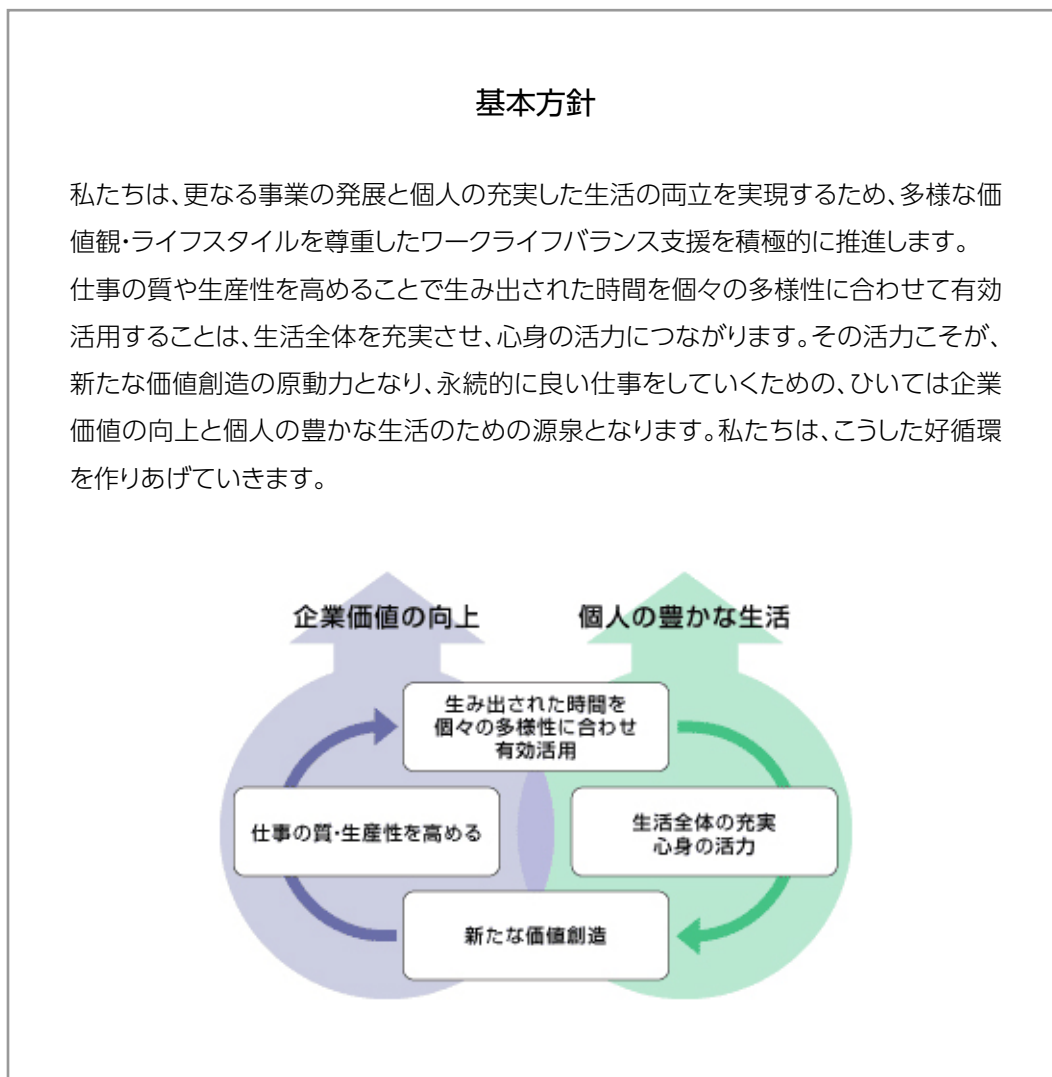 基本方針
私たちは、更なる事業の発展と個人の充実した生活の両立を実現するため、多様な価
値観・ライフスタイルを尊重したワークライフバランス支援を積極的に推進します。
仕事の質や生産性を高めることで生み出された時間を個々の多様性に合わせて有効
活用することは、生活全体を充実させ、心身の活力につながります。その活力こそが、
新たな価値創造の原動力となり、永続的に良い仕事をしていくための、ひいては企業
価値の向上と個人の豊かな生活のための源泉となります。私たちは、こうした好循環
を作りあげていきます。
企業価値の向上
個人の豊かな生活
生み出された時間を
個々の多様性に合わせ
有効活用
仕事の質・生産性を高める
生活全体の充実
心身の活力
新たな価値創造